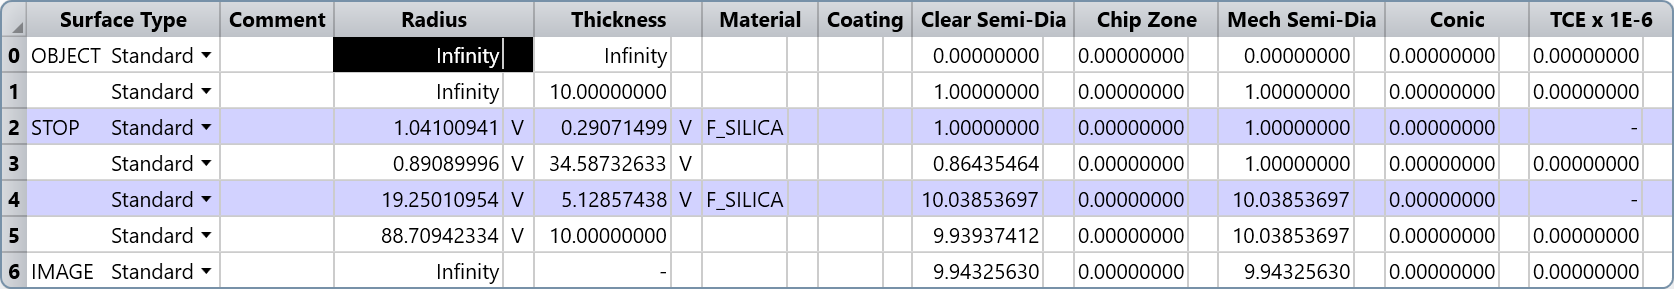 Surface Type Comment Radius Thickness Material Coating Clear Semi-Dia Chip Zone Mech Semi-Dia Conic TCE x 1E-6
0 OBJECT Standard Infinity Infinity 0.00000000 0.00000000 0.00000000 0.00000000 0.00000000
1 Standard Infinity 10.00000000 1.00000000 0.00000000 1.00000000 0.00000000 0.00000000
2 STOP Standard 1.04100941 V 0.29071499 V F_SILICA 1.00000000 0.00000000 1.00000000 0.00000000 -
3 Standard 0.89089996 V 34.58732633 V 0.86435464 0.00000000 1.00000000 0.00000000 0.00000000
4 Standard 19.25010954 V 5.12857438 V F_SILICA 10.03853697 0.00000000 10.03853697 0.00000000 -
5 Standard 88.70942334 V 10.00000000 9.93937412 0.00000000 10.03853697 0.00000000 0.00000000
6 IMAGE Standard Infinity - 9.94325630 0.00000000 9.94325630 0.00000000 0.00000000